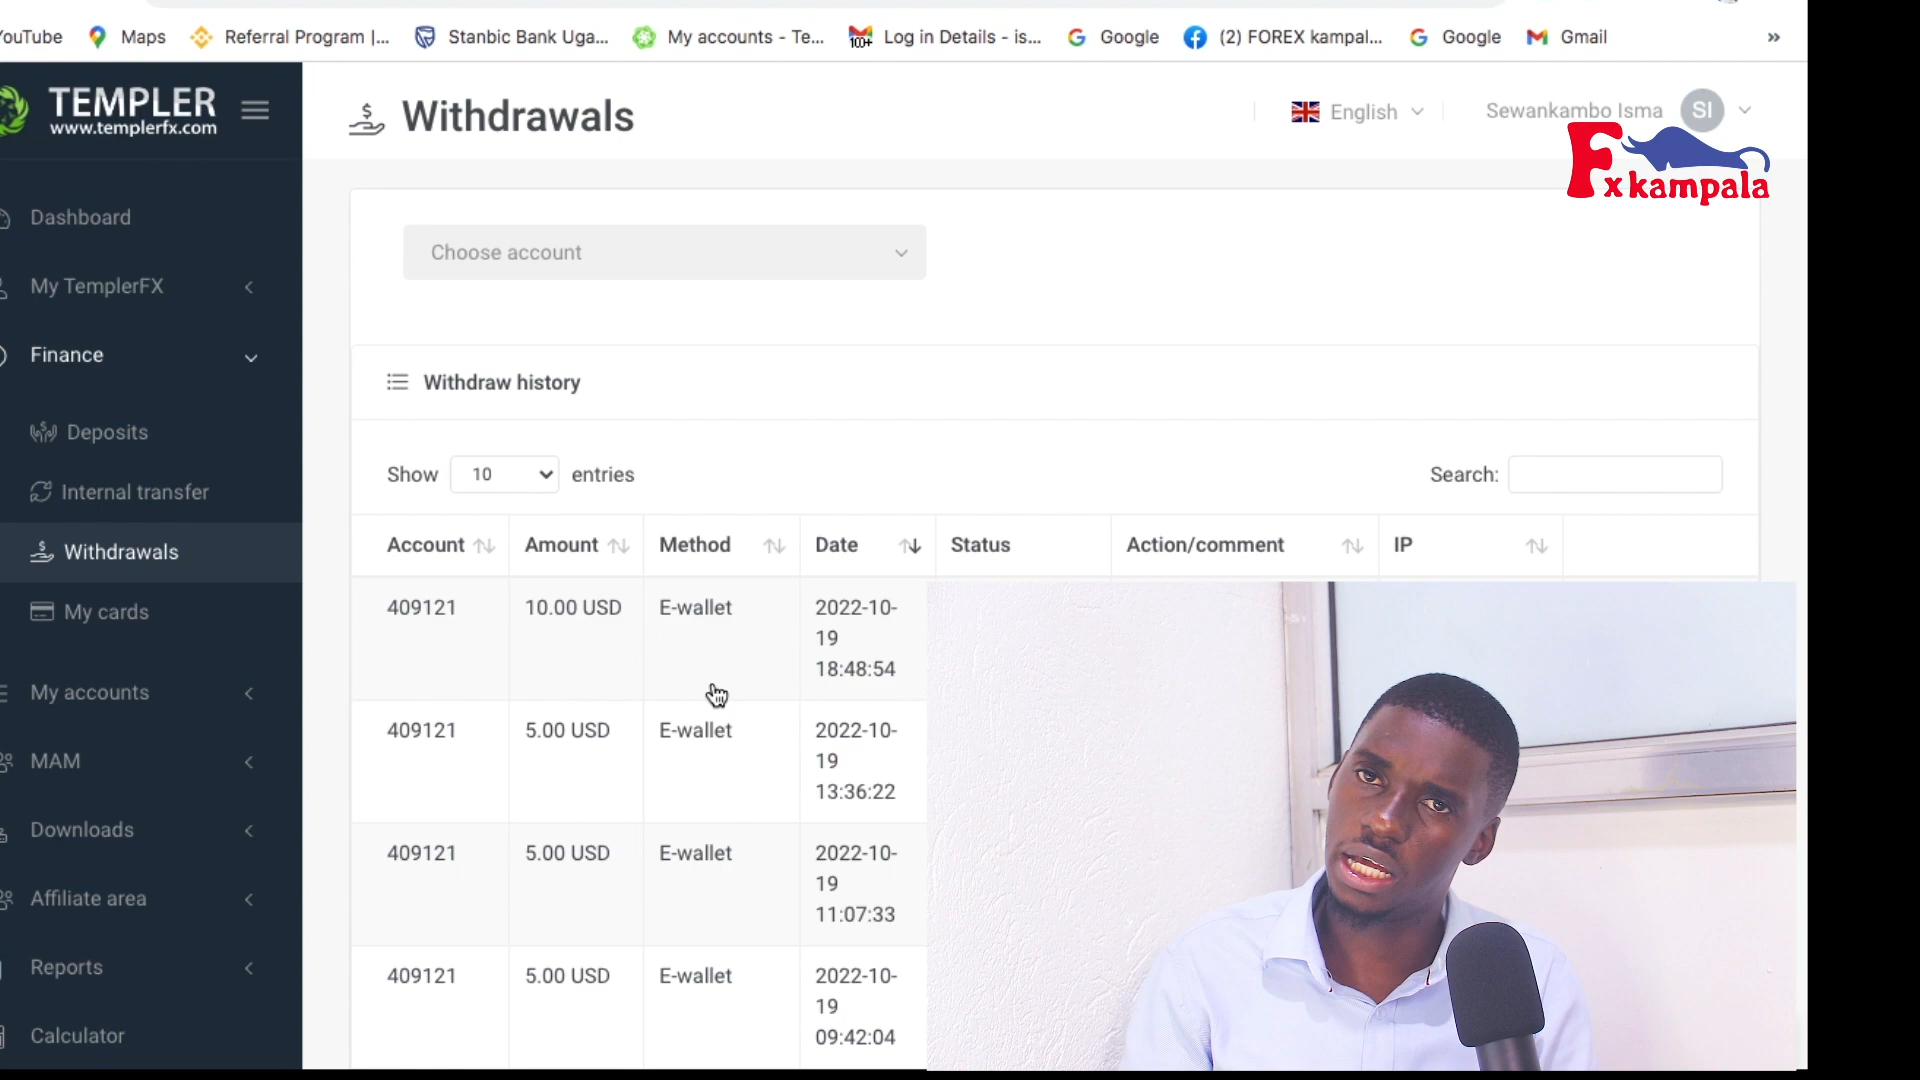 YouTube Maps Referral Program |... Stanbic Bank Uga... My accounts - Te... 100+ Log in Details - is... Google (2) FOREX kampal... Google Gmail »
TEMPLER
www.templerfx.com
Withdrawals
English
Sewankambo Isma SI
Fxkampala
Dashboard
My TemplerFX
Finance
Deposits
Internal transfer
Withdrawals
My cards
My accounts
MAM
Downloads
Affiliate area
Reports
Calculator
Choose account
Withdraw history
Show 10 entries
Search:
Account Amount Method Date Status Action/comment IP
409121 10.00 USD E-wallet 2022-10-
19
18:48:54
409121 5.00 USD E-wallet 2022-10-
19
13:36:22
409121 5.00 USD E-wallet 2022-10-
19
11:07:33
409121 5.00 USD E-wallet 2022-10-
19
09:42:04